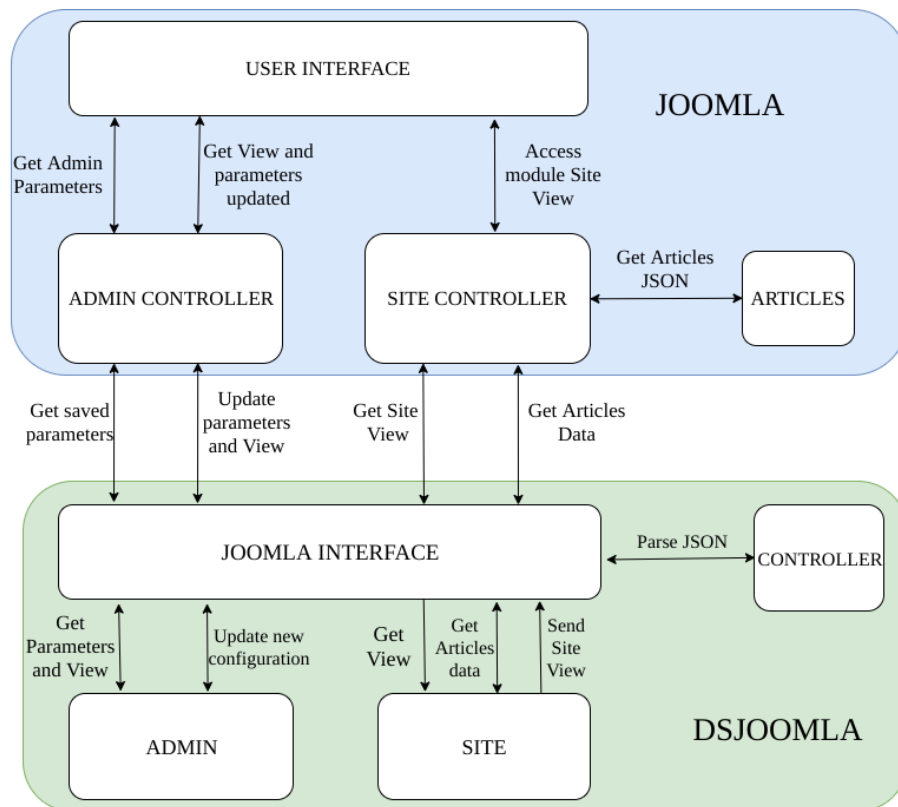 USER INTERFACE
JOOMLA
Get Admin
Parameters
Get View and
parameters
updated
Access
module Site
View
ADMIN CONTROLLER
SITE CONTROLLER
Get Articles
JSON
ARTICLES
Get saved
parameters
Update
parameters
and View
Get Site
View
Get Articles
Data
JOOMLA INTERFACE
Parse JSON
CONTROLLER
Get
Parameters
and View
Update new
configuration
Get
View
Get
Articles
data
Send
Site
View
ADMIN
SITE
DSJOOMLA